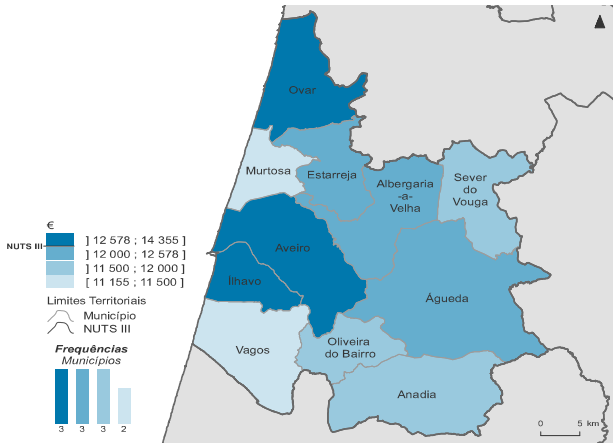 Ovar
Murtosa
Estarreja
Albergaria
-a-
Velha
Sever
do
Vouga
Aveiro
Ílhavo
Águeda
Vagos
Oliveira
do Bairro
Anadia
€
NUTS III
] 12 578 ; 14 355 ]
] 12 000 ; 12 578 ]
] 11 500 ; 12 000 ]
[ 11 155 ; 11 500 ]
Limites Territoriais
Município
NUTS III
Frequências
Municípios
3 3 3 2
0 5 km